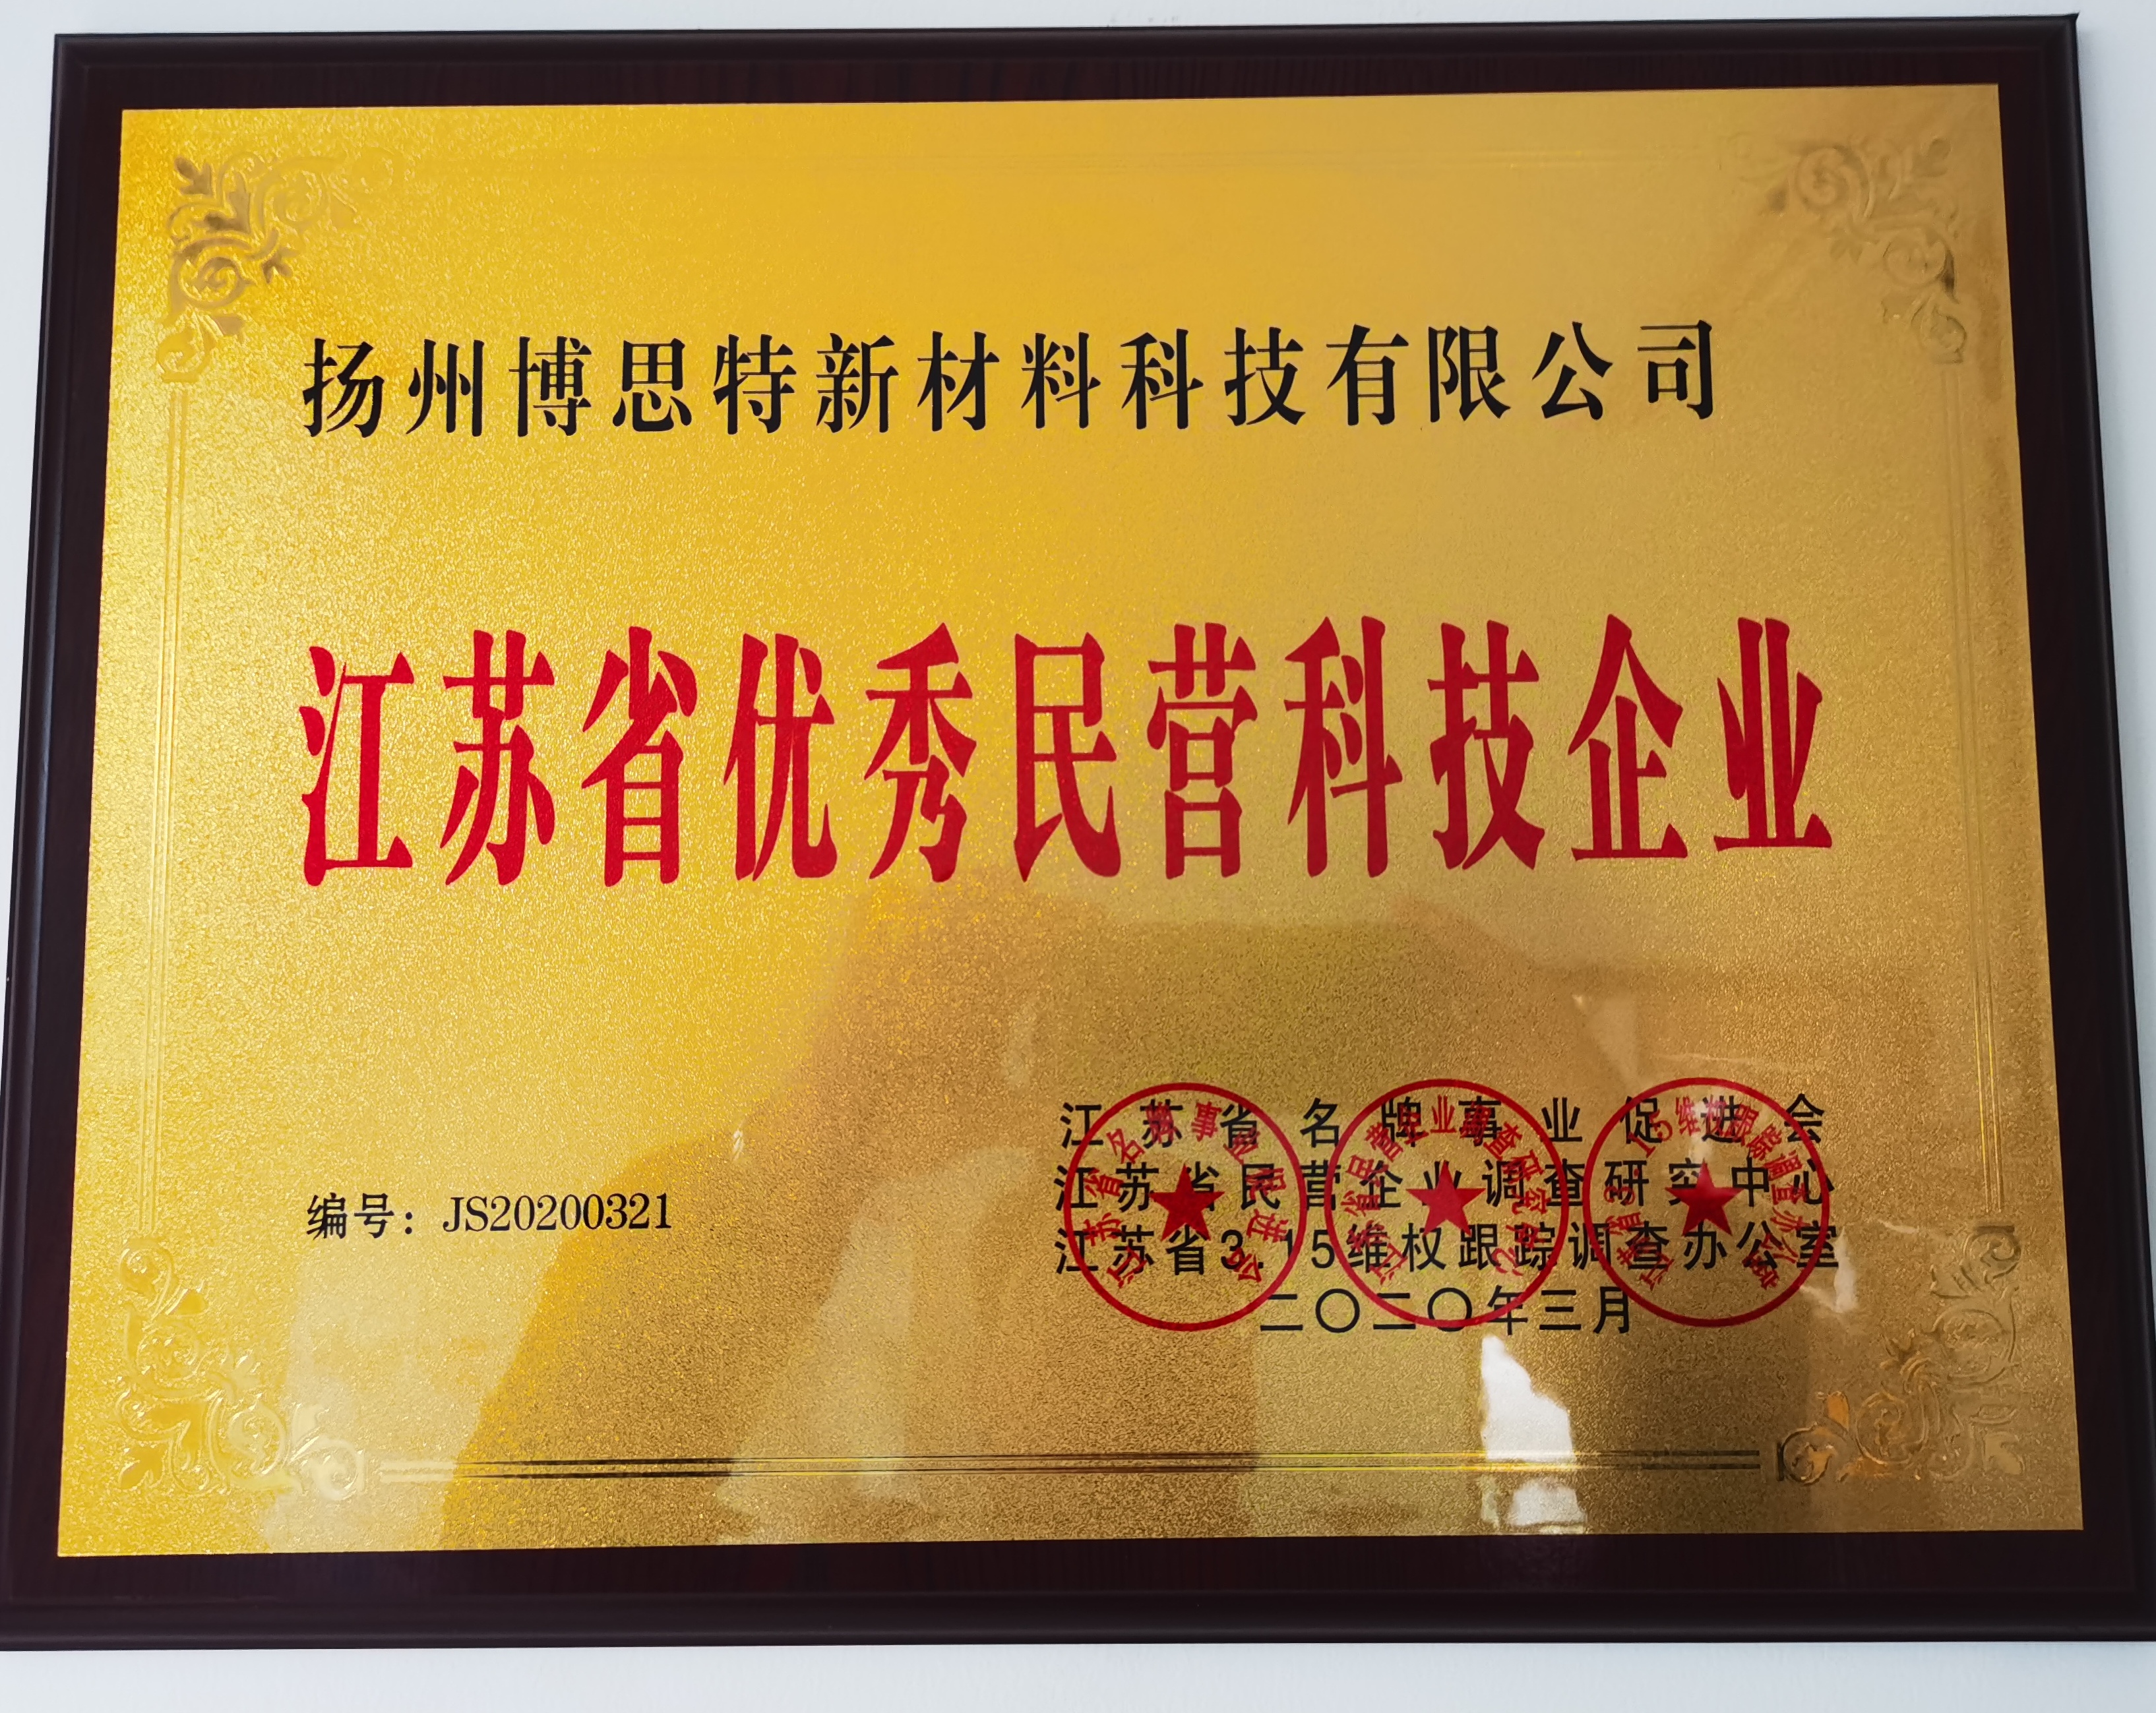 扬州博思特新材料科技有限公司
江苏省优秀民营科技企业
编号：JS20200321
江苏省名牌事业促进会
江苏省民营企业调查研究中心
江苏省3.15维权跟踪调查办公室
二〇二〇年三月